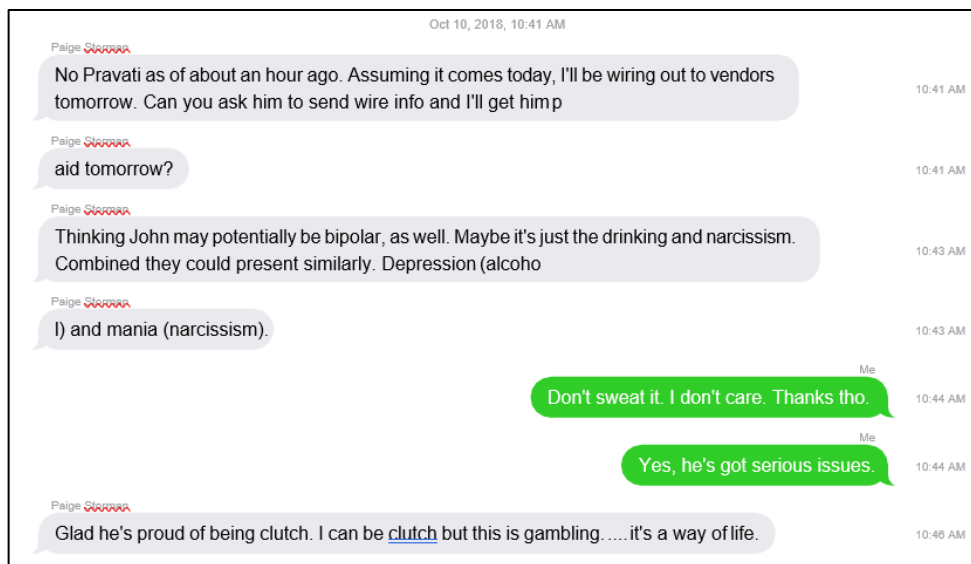 Oct 10, 2018, 10:41 AM
Paige Storman
No Pravati as of about an hour ago. Assuming it comes today, I'll be wiring out to vendors
tomorrow. Can you ask him to send wire info and I'll get him p
10:41 AM
Paige Storman
aid tomorrow?
10:41 AM
Paige Storman
Thinking John may potentially be bipolar, as well. Maybe it's just the drinking and narcissism.
Combined they could present similarly. Depression (alcoho
10:43 AM
Paige Storman
l) and mania (narcissism).
10:43 AM
Me
Don't sweat it. I don't care. Thanks tho.
10:44 AM
Me
Yes, he's got serious issues.
10:44 AM
Paige Storman
Glad he's proud of being clutch. I can be clutch but this is gambling.....it's a way of life.
10:46 AM